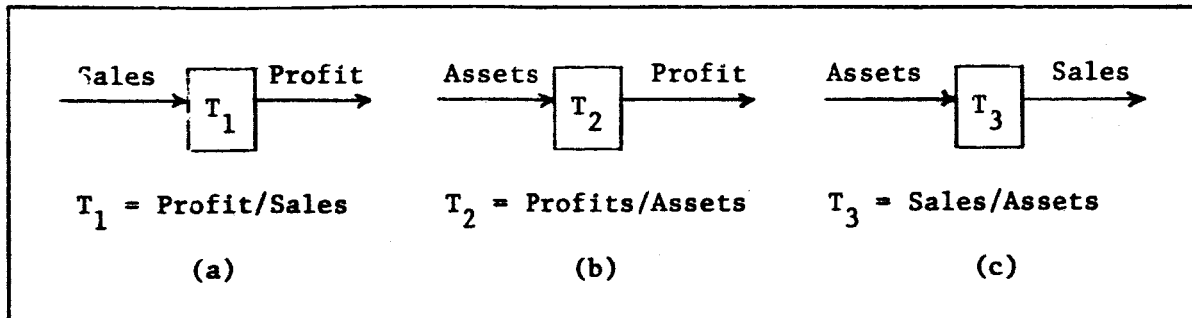 Sales Profit Assets Profit Assets Sales
T1 T2 T3
T1 = Profit/Sales T2 = Profits/Assets T3 = Sales/Assets
(a) (b) (c)